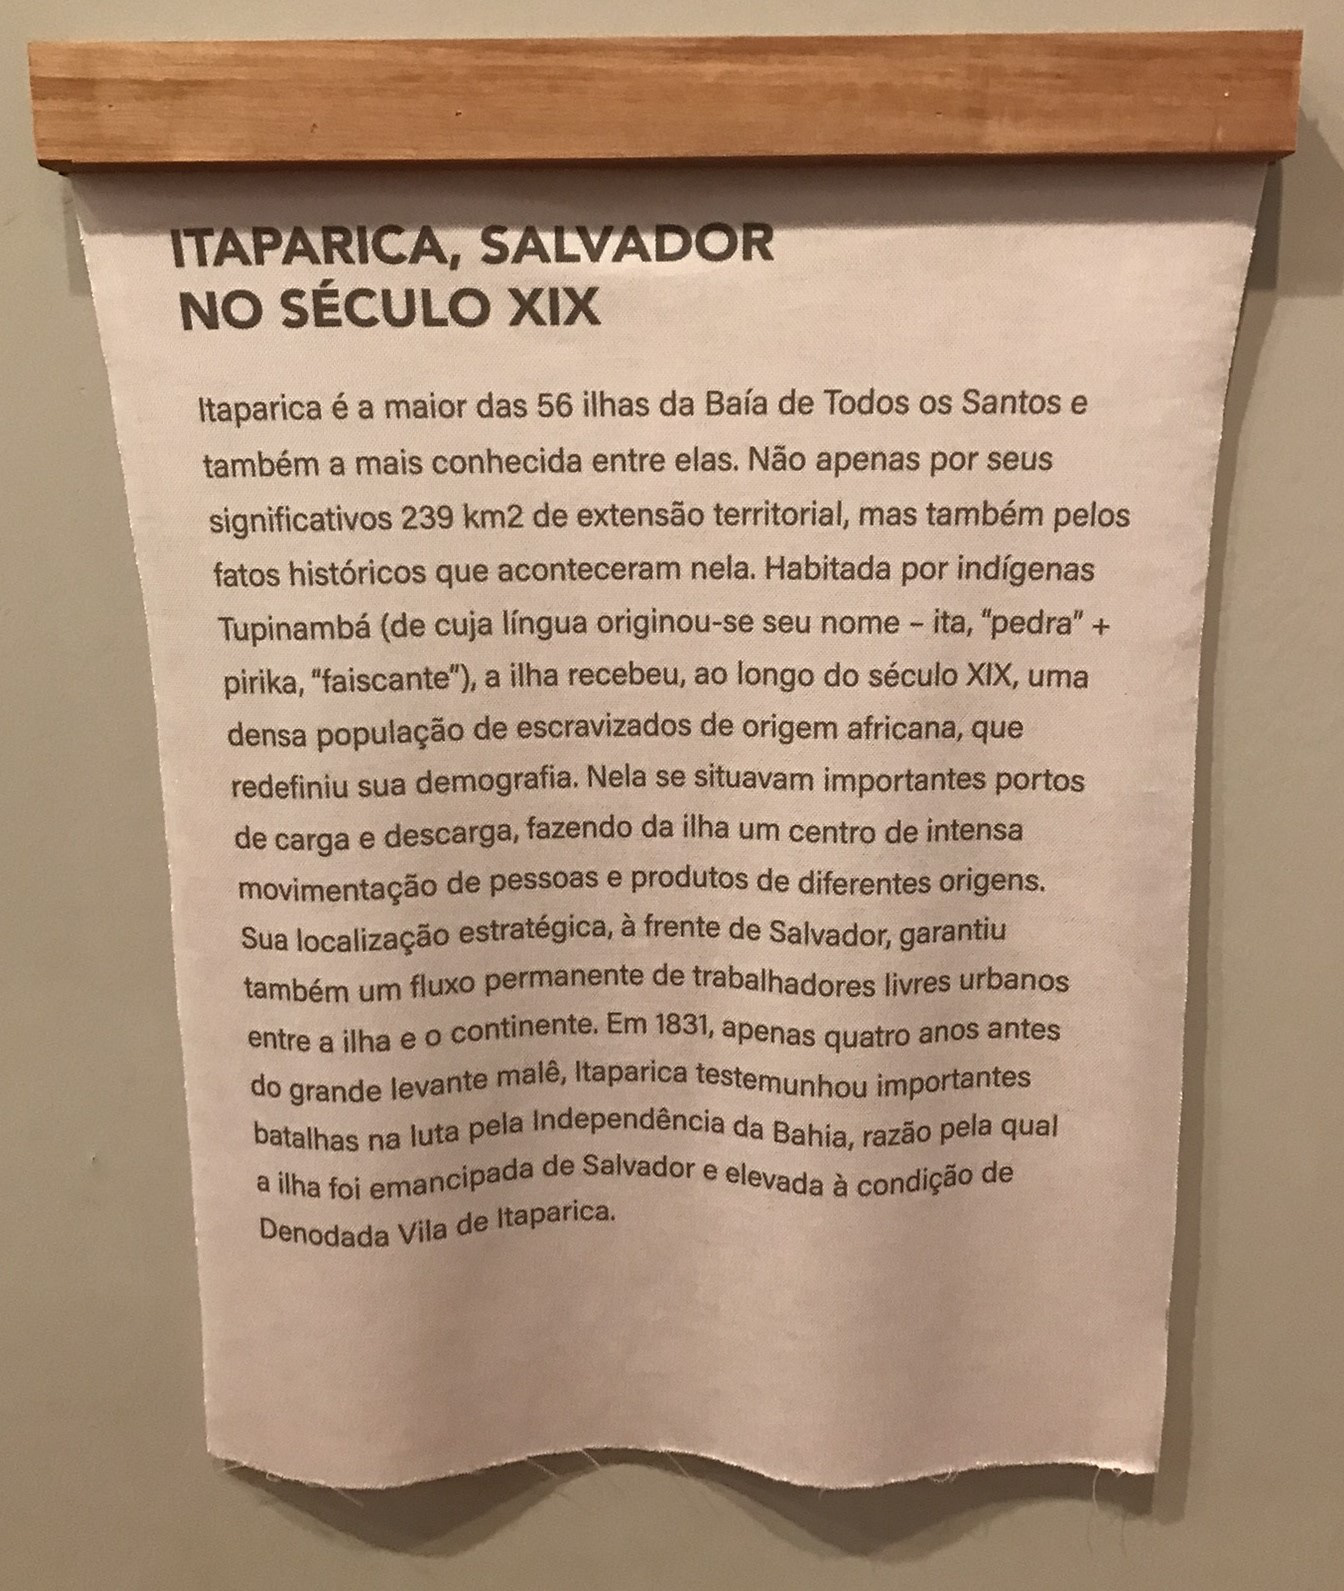 ITAPARICA, SALVADOR
NO SÉCULO XIX
Itaparica é a maior das 56 ilhas da Baía de Todos os Santos e
também a mais conhecida entre elas. Não apenas por seus
significativos 239 km2 de extensão territorial, mas também pelos
fatos históricos que aconteceram nela. Habitada por indígenas
Tupinambá (de cuja língua originou-se seu nome – ita, “pedra” +
pirika, “faiscante”), a ilha recebeu, ao longo do século XIX, uma
densa população de escravizados de origem africana, que
redefiniu sua demografia. Nela se situavam importantes portos
de carga e descarga, fazendo da ilha um centro de intensa
movimentação de pessoas e produtos de diferentes origens.
Sua localização estratégica, à frente de Salvador, garantiu
também um fluxo permanente de trabalhadores livres urbanos
entre a ilha e o continente. Em 1831, apenas quatro anos antes
do grande levante malê, Itaparica testemunhou importantes
batalhas na luta pela Independência da Bahia, razão pela qual
a ilha foi emancipada de Salvador e elevada à condição de
Denodada Vila de Itaparica.